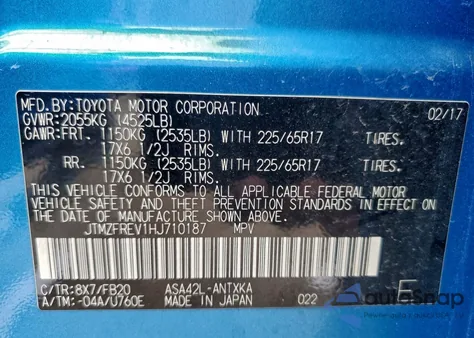 MFD.BY:TOYOTA MOTOR CORPORATION 02/17
GVWR:2055KG (4525LB)
GAWR:FRT. 1150KG (2535LB) WITH 225/65R17 TIRES.
17X6 1/2J RIMS.
RR. 1150KG (2535LB) WITH 225/65R17 TIRES.
17X6 1/2J RIMS.
THIS VEHICLE CONFORMS TO ALL APPLICABLE FEDERAL MOTOR
VEHICLE SAFETY AND THEFT PREVENTION STANDARDS IN EFFECT
ON THE DATE OF MANUFACTURE SHOWN ABOVE.
JTMZFREV1HJ710187 MPV
C/TR:8X7/FB20 ASA42L-ANTXKA E
A/TM:-04A/U760E MADE IN JAPAN 022
autoSnap